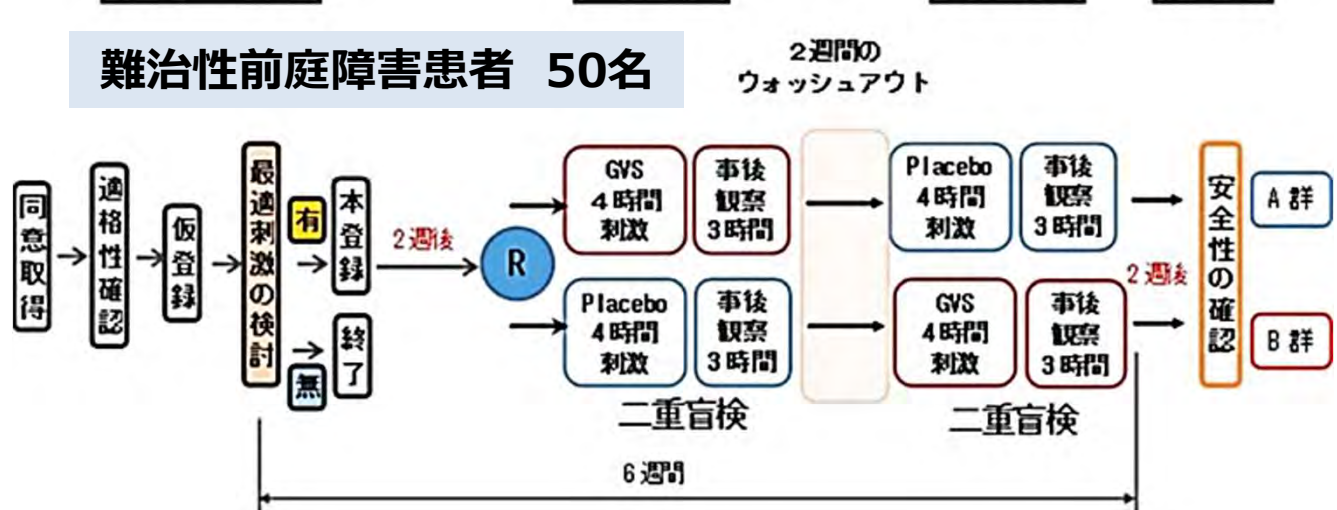 難治性前庭障害患者 50名
2週間の
ウォッシュアウト
同意取得
適格性確認
仮登録
最適刺激の検討
有
本登録
無
終了
2週後
R
GVS
4時間
刺激
事後
観察
3時間
Placebo
4時間
刺激
事後
観察
3時間
Placebo
4時間
刺激
事後
観察
3時間
GVS
4時間
刺激
事後
観察
3時間
二重盲検
二重盲検
2週後
安全性の確認
A群
B群
6週間